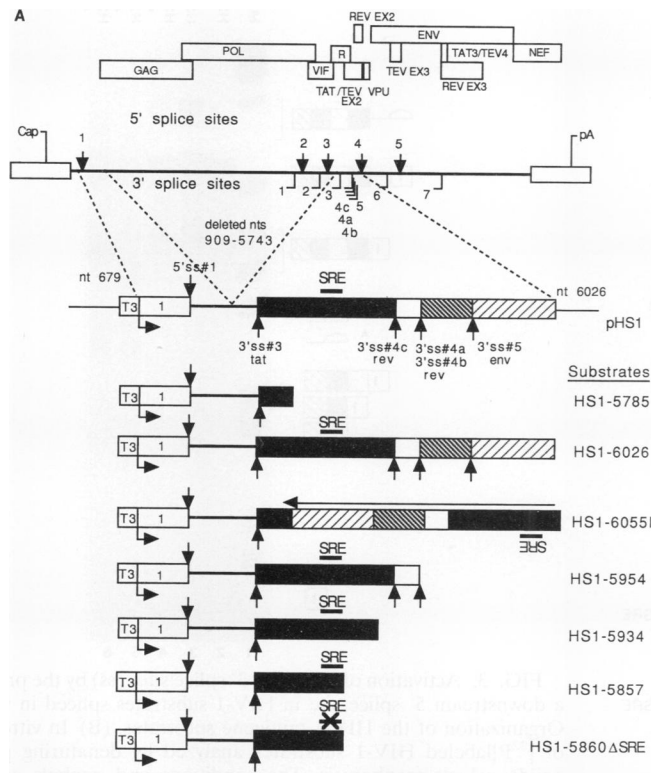 A
REV EX2
POL
R
ENV
GAG
VIF
TEV EX3
TAT3/TEV4
NEF
TAT/TEV VPU
EX2
REV EX3
5' splice sites
Cap
pA
1
2
3
4
5
3' splice sites
1
2
3
4c
4a
4b
5
6
7
deleted nts
909-5743
nt 679
5'ss#1
SRE
nt 6026
T3
1
pHS1
3'ss#3
tat
3'ss#4c
rev
3'ss#4a
3'ss#4b
rev
3'ss#5
env
Substrates
T3
1
HS1-5785
SRE
T3
1
HS1-6026
T3
1
HS1-6055
SRE
SRE
T3
1
HS1-5954
SRE
T3
1
HS1-5934
SRE
T3
1
HS1-5857
SRE
T3
1
HS1-5860ΔSRE